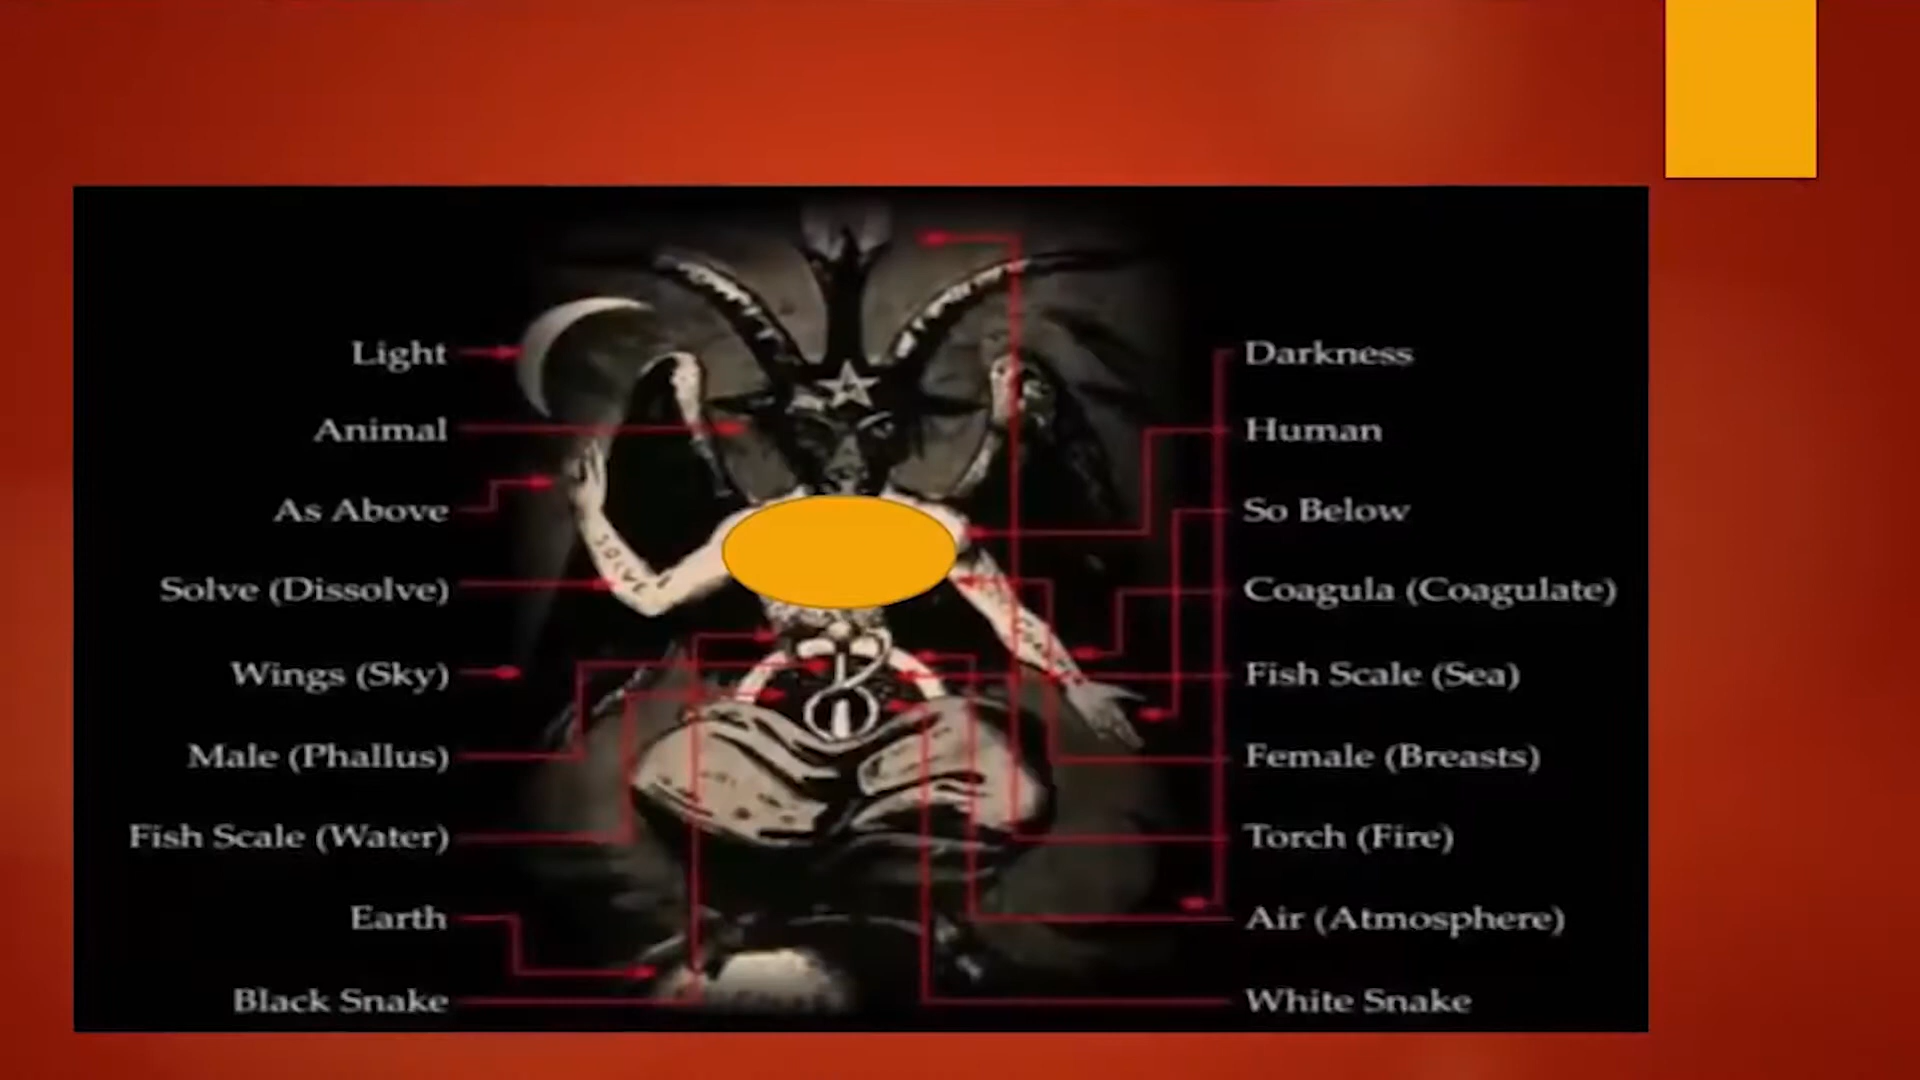 Light
Animal
As Above
Solve (Dissolve)
Wings (Sky)
Male (Phallus)
Fish Scale (Water)
Earth
Black Snake
SOLVE
Darkness
Human
So Below
Coagula (Coagulate)
Fish Scale (Sea)
Female (Breasts)
Torch (Fire)
Air (Atmosphere)
White Snake